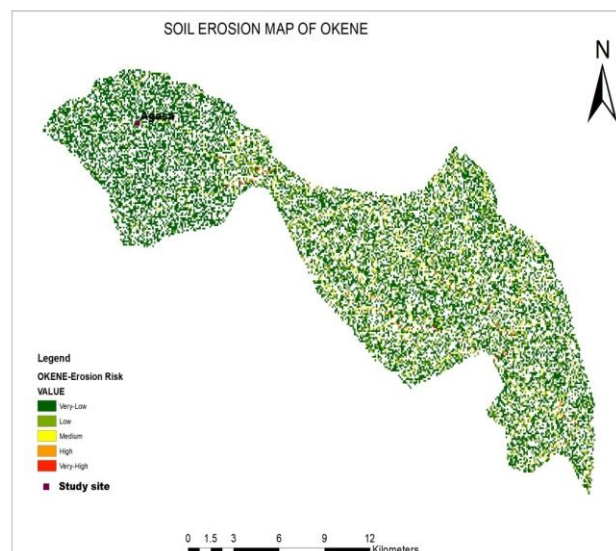 SOIL EROSION MAP OF OKENE
N
Agasa
Legend
OKENE-Erosion Risk
VALUE
Very-Low
Low
Medium
High
Very-High
Study site
0 1.5 3 6 9 12
Kilometers